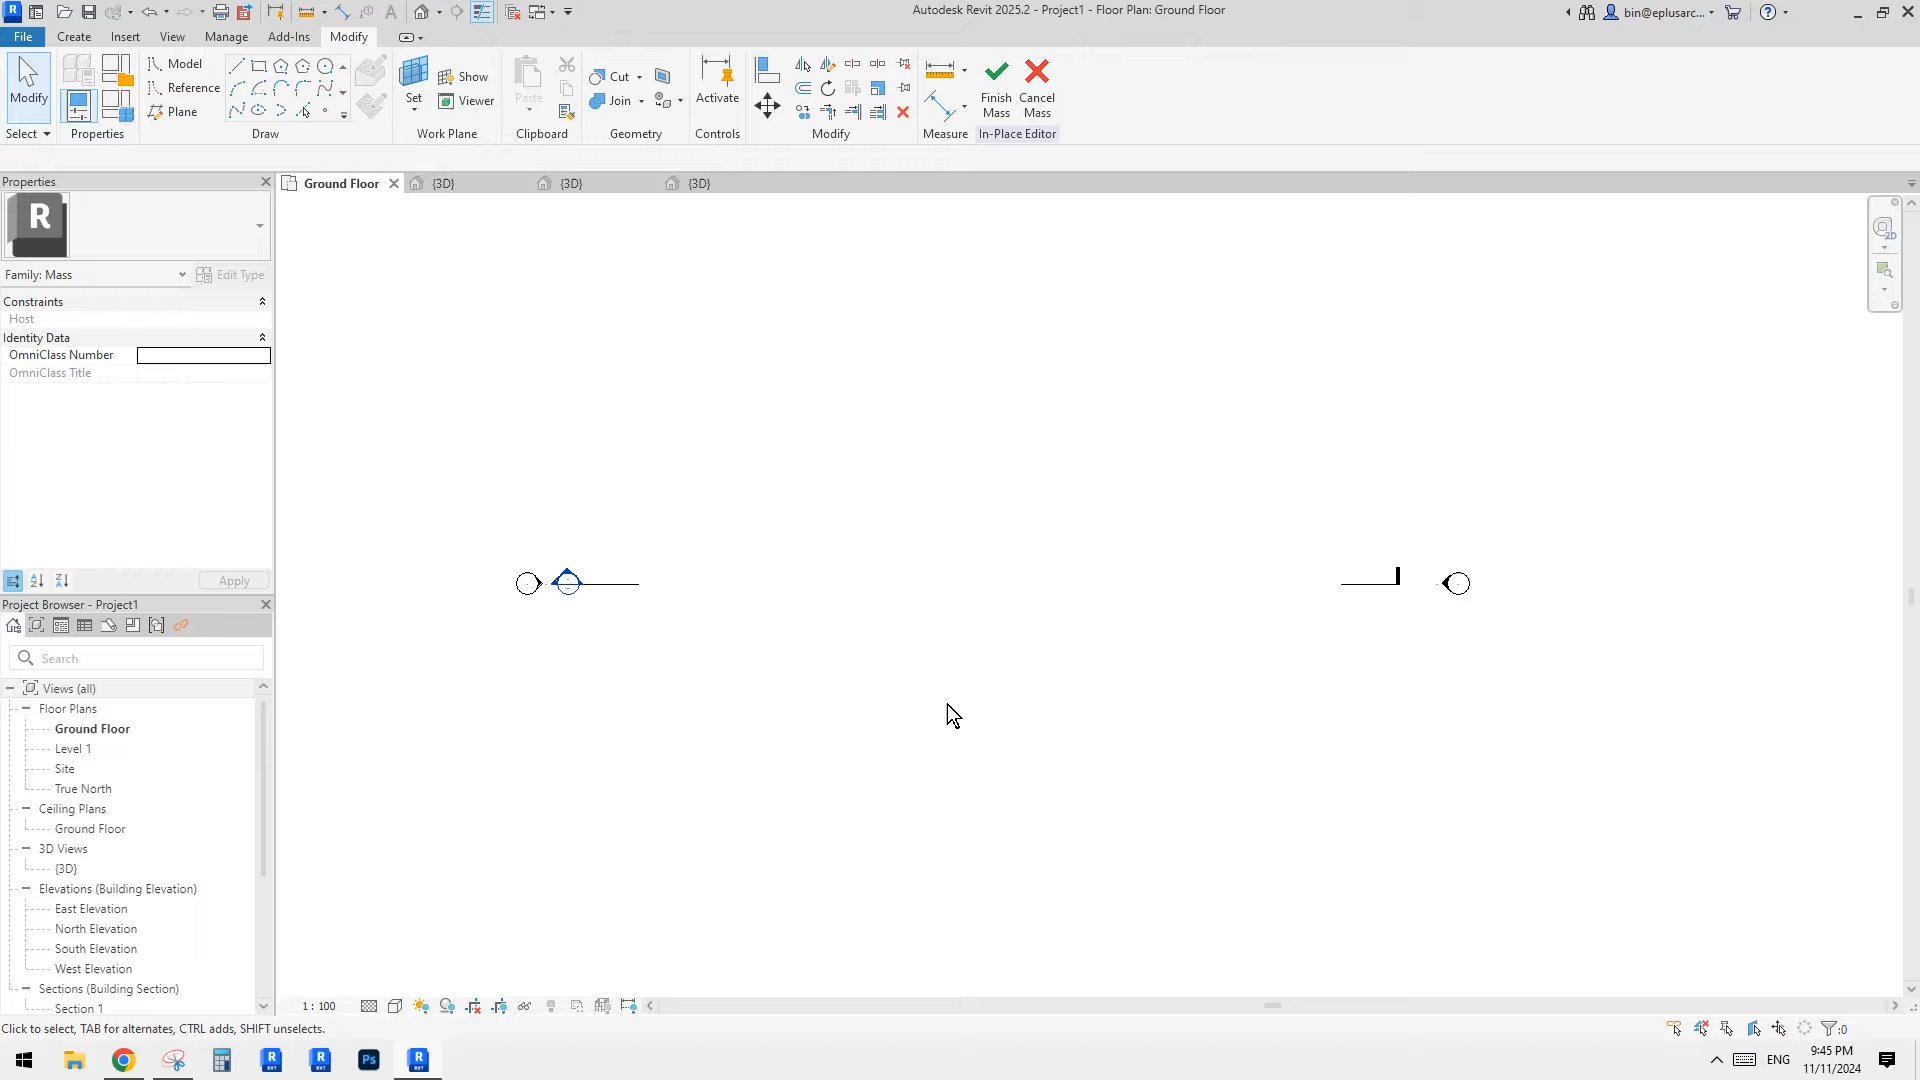 Autodesk Revit 2025.2 - Project1 - Floor Plan: Ground Floor
bin@eplusarc...
File Create Insert View Manage Add-Ins Modify
Modify
Select
Properties
Model
Reference
Plane
Draw
Set
Show
Viewer
Work Plane
Paste
Clipboard
Cut
Join
Geometry
Activate
Controls
Modify
Measure
Finish Mass
Cancel Mass
In-Place Editor
Properties
Ground Floor
{3D}
{3D}
{3D}
R
2D
Family: Mass
Edit Type
Constraints
Host
Identity Data
OmniClass Number
OmniClass Title
Apply
Project Browser - Project1
Search
Views (all)
Floor Plans
Ground Floor
Level 1
Site
True North
Ceiling Plans
Ground Floor
3D Views
{3D}
Elevations (Building Elevation)
East Elevation
North Elevation
South Elevation
West Elevation
Sections (Building Section)
Section 1
1 : 100
Click to select, TAB for alternates, CTRL adds, SHIFT unselects.
:0
Ps
ENG
9:45 PM
11/11/2024